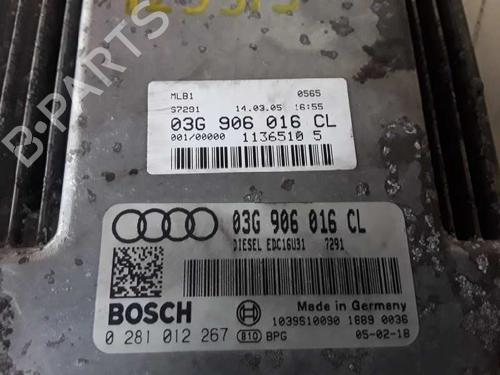 B-PARTS
MLB1 0565
S7291 14.03.05 16:55
03G 906 016 CL
001/00000 1136510 5
03G 906 016 CL
DIESEL EDC16U31 7291
BOSCH
Made in Germany
1039S10090 1689 0036
0 281 012 267 810 BPG 05-02-18